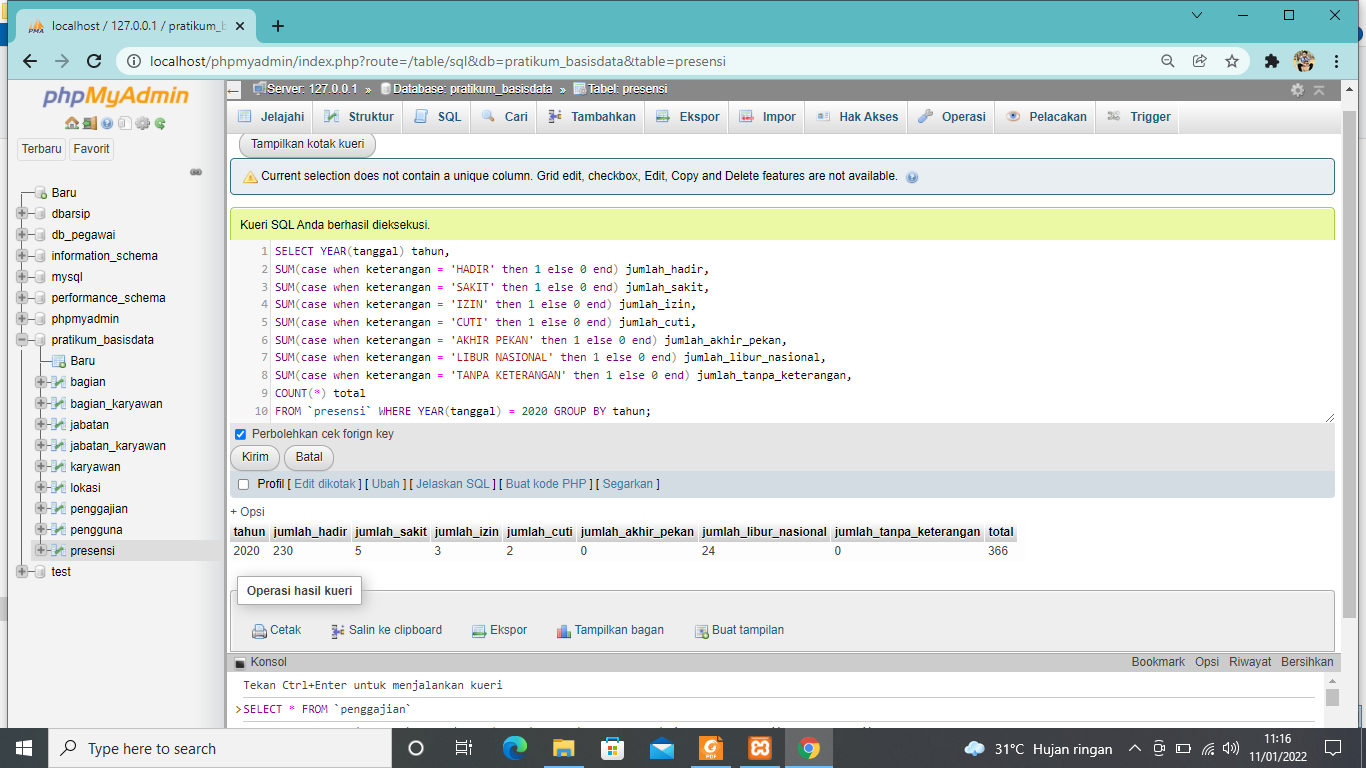 localhost / 127.0.0.1 / pratikum_b
localhost/phpmyadmin/index.php?route=/table/sql&db=pratikum_basisdata&table=presensi
phpMyAdmin
Terbaru Favorit
Baru
dbarsip
db_pegawai
information_schema
mysql
performance_schema
phpmyadmin
pratikum_basisdata
Baru
bagian
bagian_karyawan
jabatan
jabatan_karyawan
karyawan
lokasi
penggajian
pengguna
presensi
test
Server: 127.0.0.1 » Database: pratikum_basisdata » Tabel: presensi
Jelajahi Struktur SQL Cari Tambahkan Ekspor Impor Hak Akses Operasi Pelacakan Trigger
Tampilkan kotak kueri
Current selection does not contain a unique column. Grid edit, checkbox, Edit, Copy and Delete features are not available.
Kueri SQL Anda berhasil dieksekusi.
1 SELECT YEAR(tanggal) tahun,
2 SUM(case when keterangan = 'HADIR' then 1 else 0 end) jumlah_hadir,
3 SUM(case when keterangan = 'SAKIT' then 1 else 0 end) jumlah_sakit,
4 SUM(case when keterangan = 'IZIN' then 1 else 0 end) jumlah_izin,
5 SUM(case when keterangan = 'CUTI' then 1 else 0 end) jumlah_cuti,
6 SUM(case when keterangan = 'AKHIR PEKAN' then 1 else 0 end) jumlah_akhir_pekan,
7 SUM(case when keterangan = 'LIBUR NASIONAL' then 1 else 0 end) jumlah_libur_nasional,
8 SUM(case when keterangan = 'TANPA KETERANGAN' then 1 else 0 end) jumlah_tanpa_keterangan,
9 COUNT(*) total
10 FROM `presensi` WHERE YEAR(tanggal) = 2020 GROUP BY tahun;
Perbolehkan cek forign key
Kirim Batal
Profil [ Edit dikotak ] [ Ubah ] [ Jelaskan SQL ] [ Buat kode PHP ] [ Segarkan ]
+ Opsi
tahun jumlah_hadir jumlah_sakit jumlah_izin jumlah_cuti jumlah_akhir_pekan jumlah_libur_nasional jumlah_tanpa_keterangan total
2020 230 5 3 2 0 24 0 366
Operasi hasil kueri
Cetak Salin ke clipboard Ekspor Tampilkan bagan Buat tampilan
Konsol Bookmark Opsi Riwayat Bersihkan
Tekan Ctrl+Enter untuk menjalankan kueri
>SELECT * FROM `penggajian`
Type here to search
31°C Hujan ringan
11:16
11/01/2022